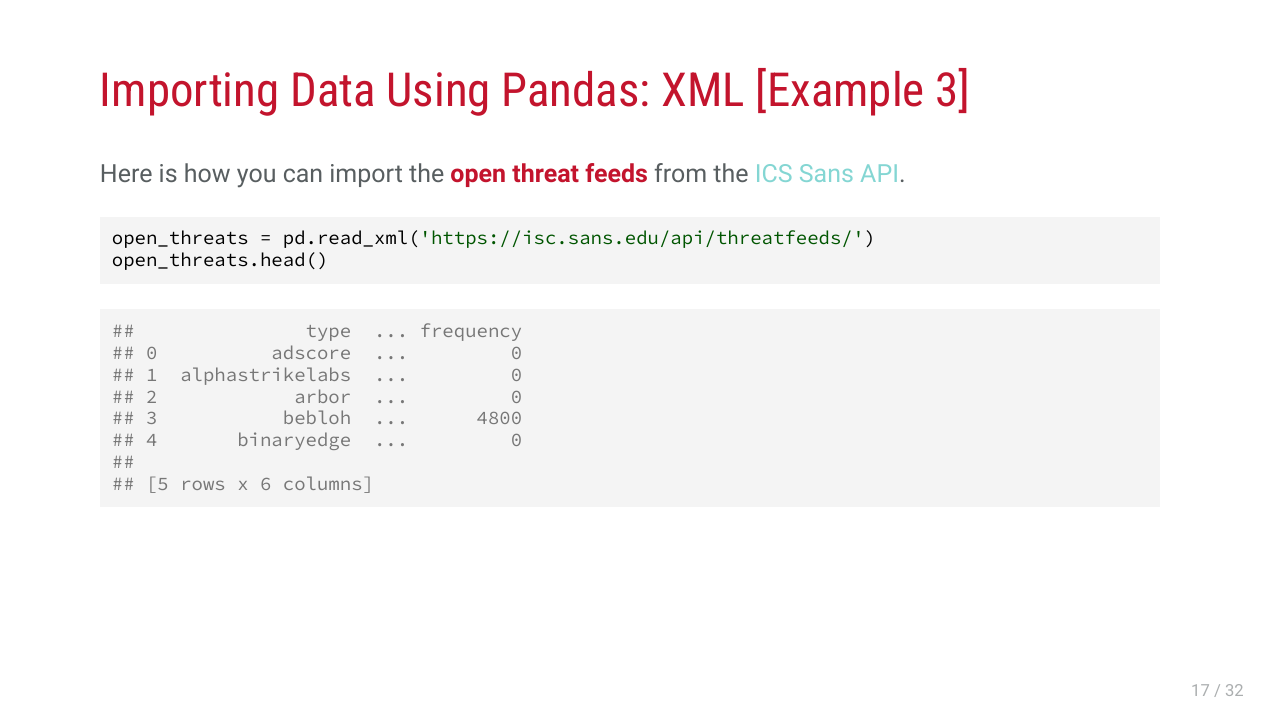 Importing Data Using Pandas: XML [Example 3]
Here is how you can import the open threat feeds from the ICS Sans API.
open_threats = pd.read_xml('https://isc.sans.edu/api/threatfeeds/')
open_threats.head()
##               type  ... frequency
## 0          adscore  ...         0
## 1  alphastrikelabs  ...         0
## 2            arbor  ...         0
## 3           bebloh  ...      4800
## 4       binaryedge  ...         0
##
## [5 rows x 6 columns]
17 / 32